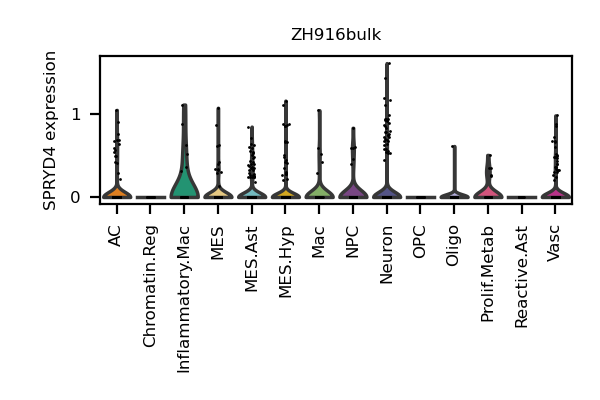 ZH916bulk
SPRYD4 expression
1
0
AC
Chromatin.Reg
Inflammatory.Mac
MES
MES.Ast
MES.Hyp
Mac
NPC
Neuron
OPC
Oligo
Prolif.Metab
Reactive.Ast
Vasc